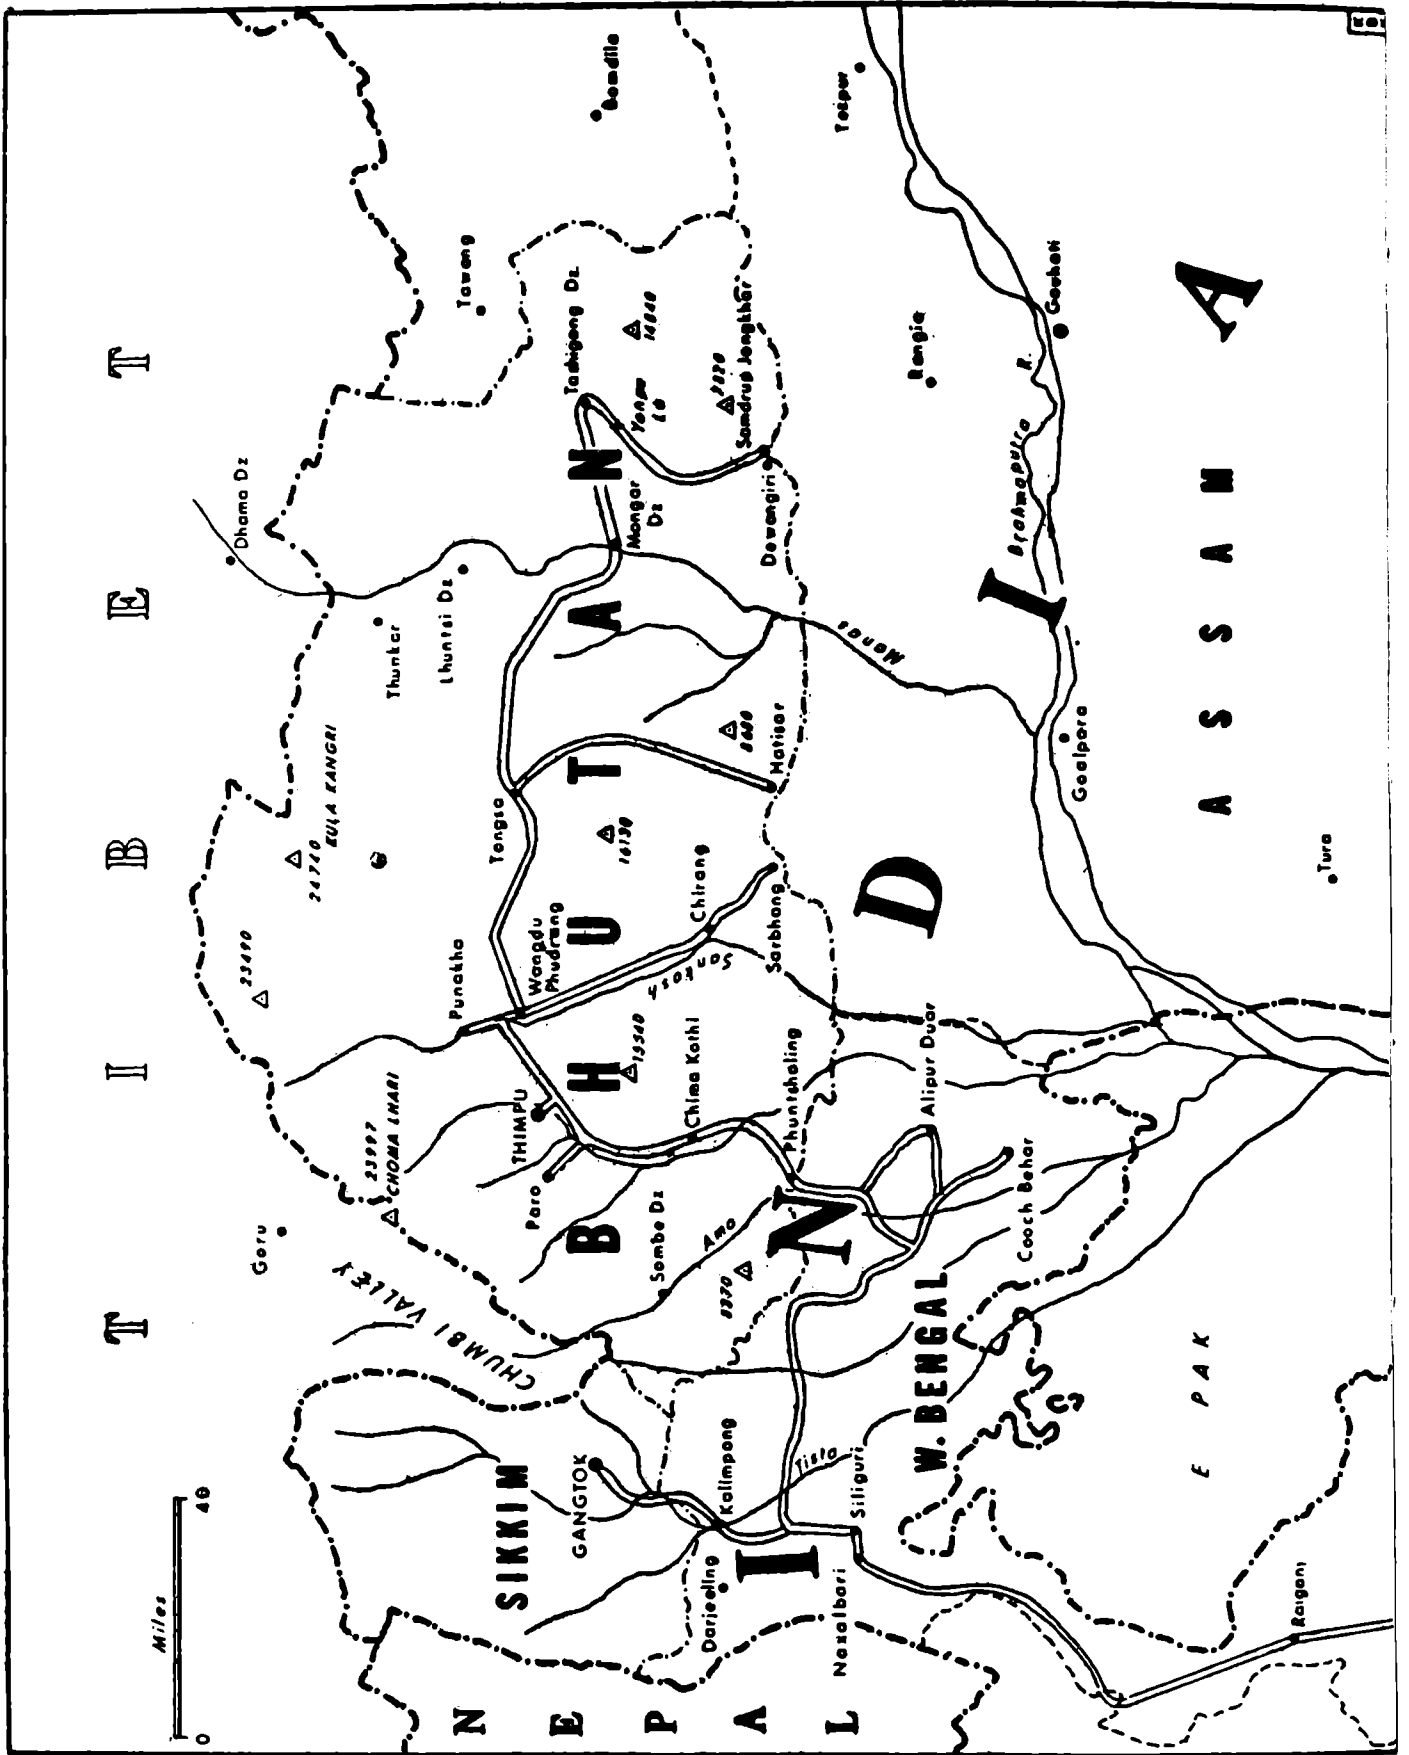 T I B E T
Miles
0 40
Goru
CHUMBI VALLEY
23997
CHOMA LHARI
23490
24740
KULA KANGRI
Dhama Dz
Thunkar
Lhuntsi Dz
Tawang
Bomdila
SIKKIM
GANGTOK
Kalimpong
Darjeeling
NEPAL
BHUTAN
Punakha
Wangdu
Phudrang
THIMPU
Paro
Tongsa
Mongar
Dz
Tashigang Dz.
Yonpu
La
14040
Samdrup Jongkhar
Dewangiri
16130
8600
Hatisar
Chirang
Sarbhang
Sankosh
Chima Kothi
Phuntsholing
Sombe Dz
Amo
Manas
INDIA
Tista
Siliguri
Naxalbari
W. BENGAL
Alipur Duar
Cooch Behar
Raiganj
E PAK
Tura
Goalpara
Brahmaputra R.
Rangia
Gauhati
Tezpur
ASSAM